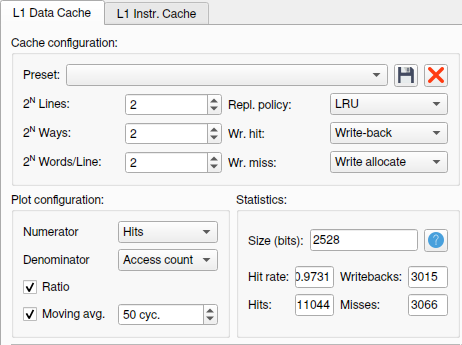 L1 Data Cache L1 Instr. Cache
Cache configuration:
Preset:
2^N Lines: 2 Repl. policy: LRU
2^N Ways: 2 Wr. hit: Write-back
2^N Words/Line: 2 Wr. miss: Write allocate
Plot configuration: Statistics:
Numerator Hits
Size (bits): 2528 ?
Denominator Access count
Ratio Hit rate: 0.9731 Writebacks: 3015
Moving avg. 50 cyc. Hits: 11044 Misses: 3066